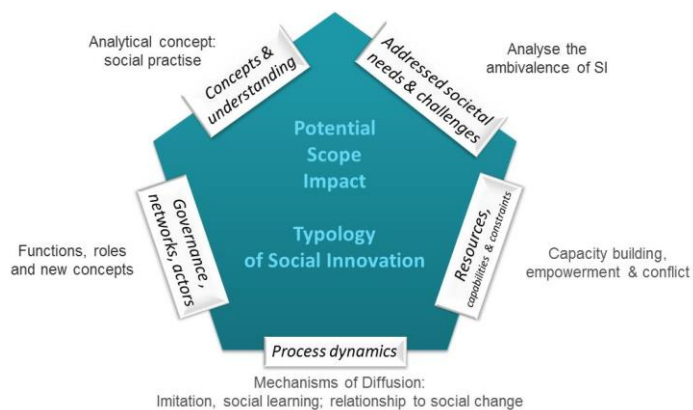 Analytical concept:
social practise
Concepts &
understanding
Addressed societal
needs & challenges
Analyse the
ambivalence of SI
Potential
Scope
Impact
Typology
of Social Innovation
Governance ,
networks, actors
Functions, roles
and new concepts
Resources,
capabilities & constraints
Capacity building,
empowerment & conflict
Process dynamics
Mechanisms of Diffusion:
Imitation, social learning; relationship to social change